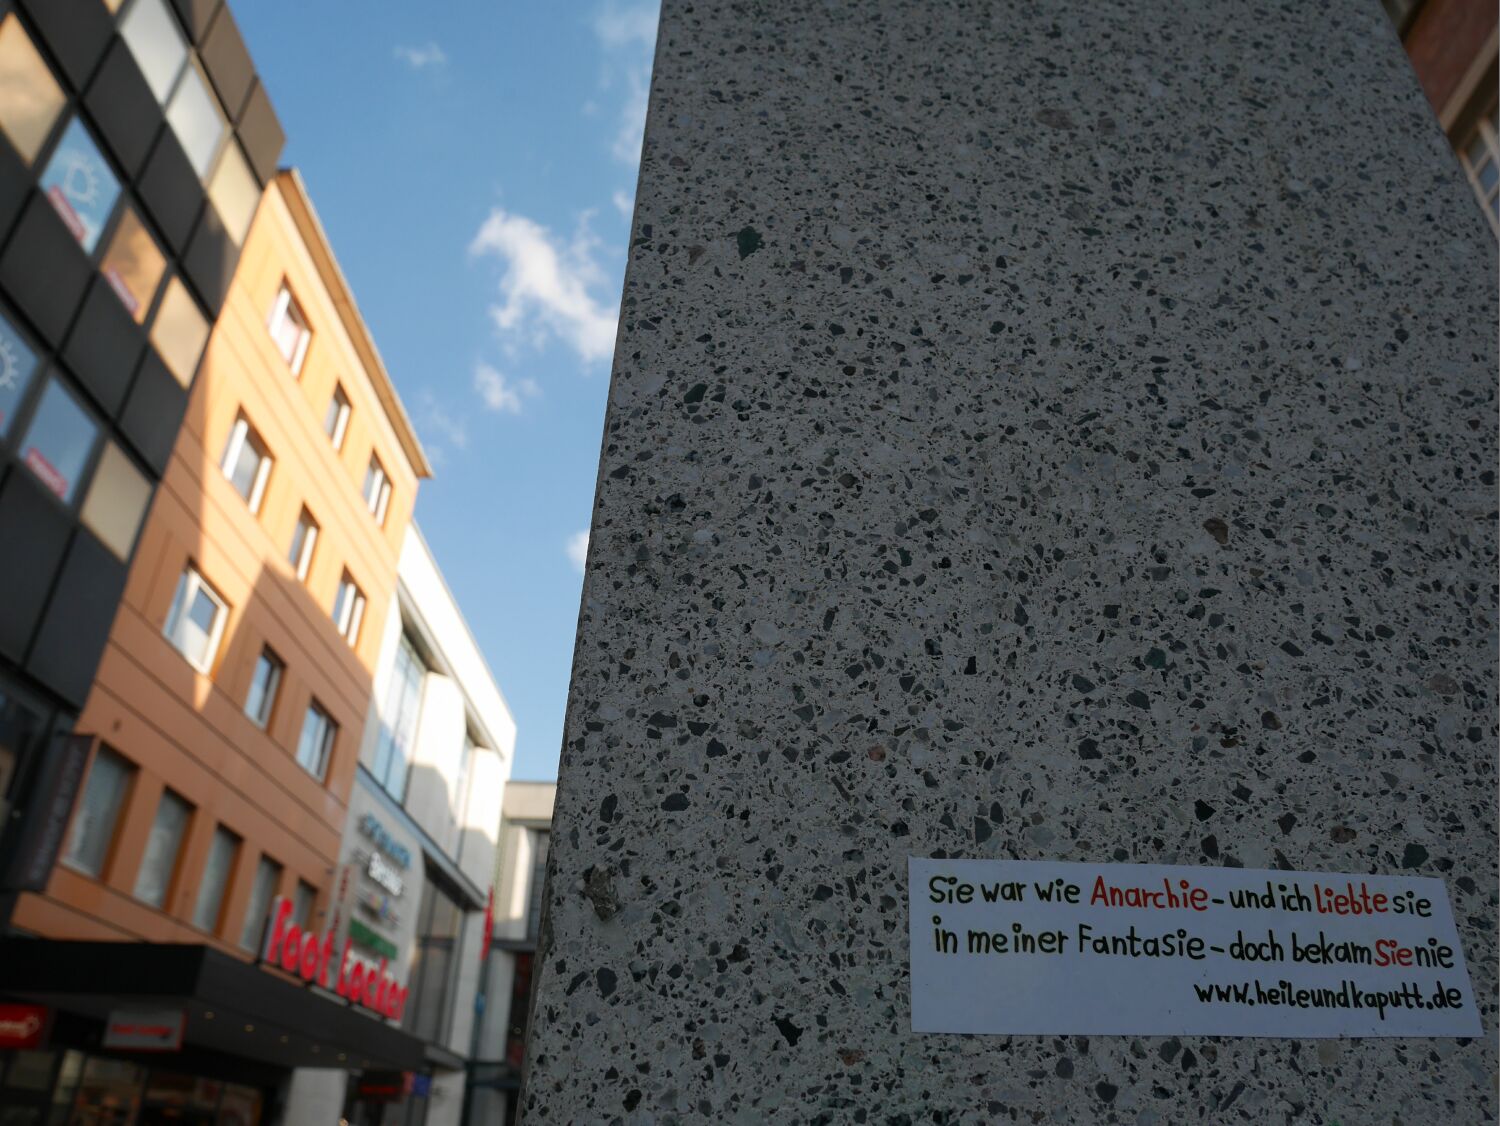 Foot Locker
Sie war wie Anarchie - und ich liebte sie
in meiner Fantasie - doch bekam Sie nie
www.heileundkaputt.de